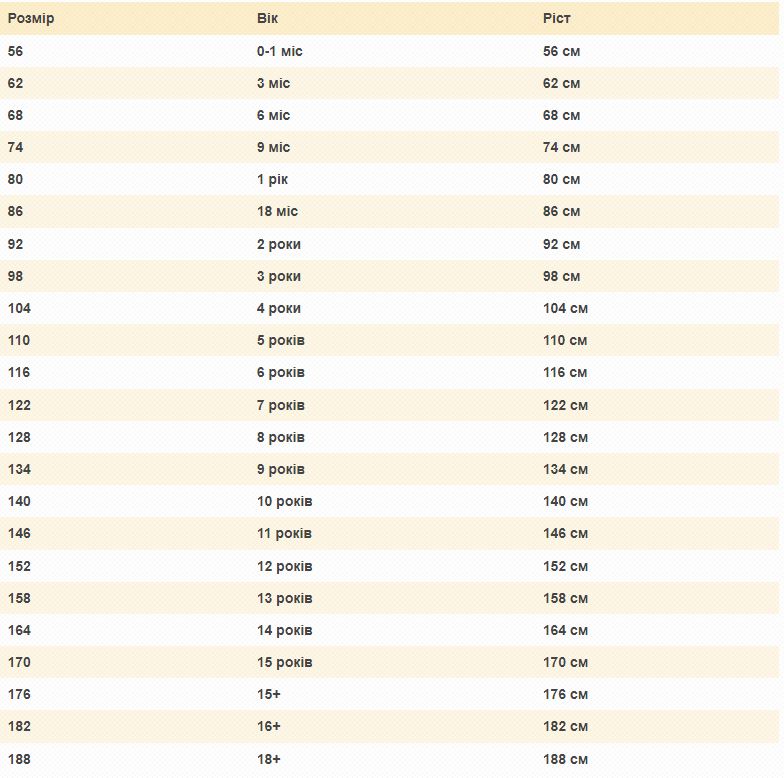 Розмір Вік Ріст
56 0-1 міс 56 см
62 3 міс 62 см
68 6 міс 68 см
74 9 міс 74 см
80 1 рік 80 см
86 18 міс 86 см
92 2 роки 92 см
98 3 роки 98 см
104 4 роки 104 см
110 5 років 110 см
116 6 років 116 см
122 7 років 122 см
128 8 років 128 см
134 9 років 134 см
140 10 років 140 см
146 11 років 146 см
152 12 років 152 см
158 13 років 158 см
164 14 років 164 см
170 15 років 170 см
176 15+ 176 см
182 16+ 182 см
188 18+ 188 см